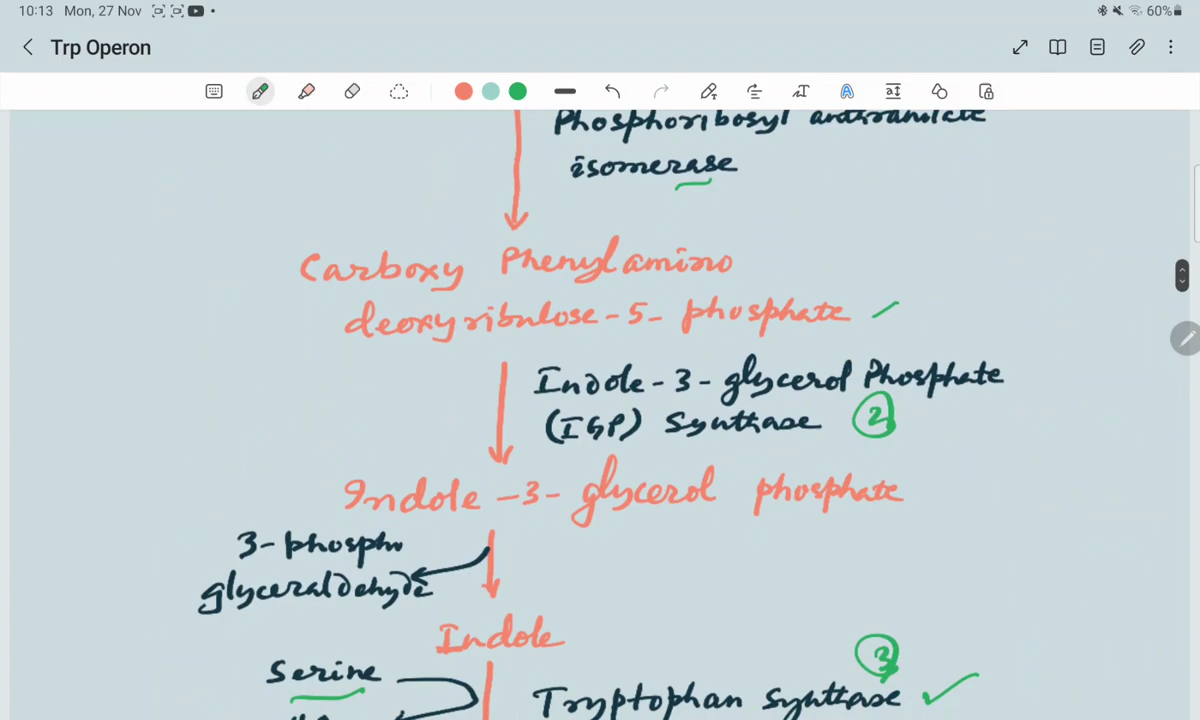 10:13 Mon, 27 Nov
60%
Trp Operon
Phosphoribosyl anthranilate
isomerase
Carboxy Phenylamino
deoxyribulose-5-phosphate
Indole-3-glycerol Phosphate
(IGP) Synthase 2
Indole-3-glycerol phosphate
3-phospho
glyceraldehyde
Indole
3
Serine
Tryptophan Synthase